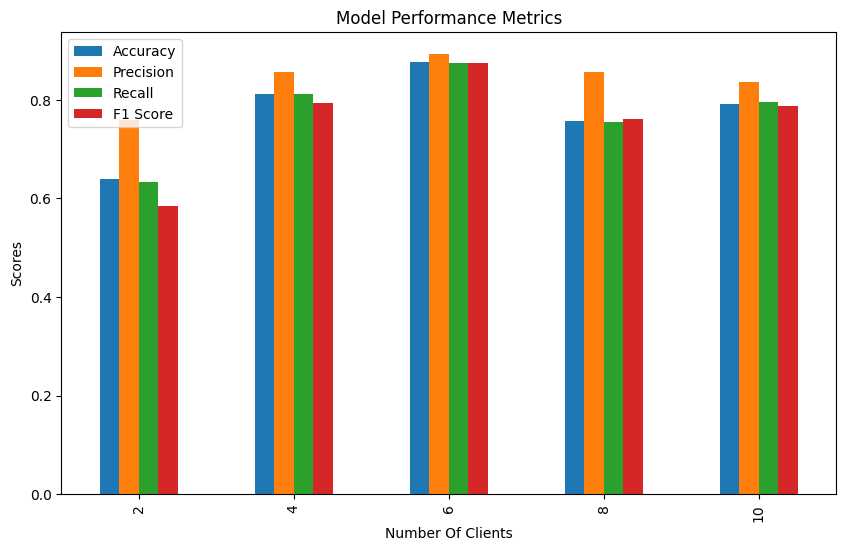 Model Performance Metrics
Accuracy
Precision
Recall
F1 Score
Scores
0.8
0.6
0.4
0.2
0.0
2
4
6
8
10
Number Of Clients